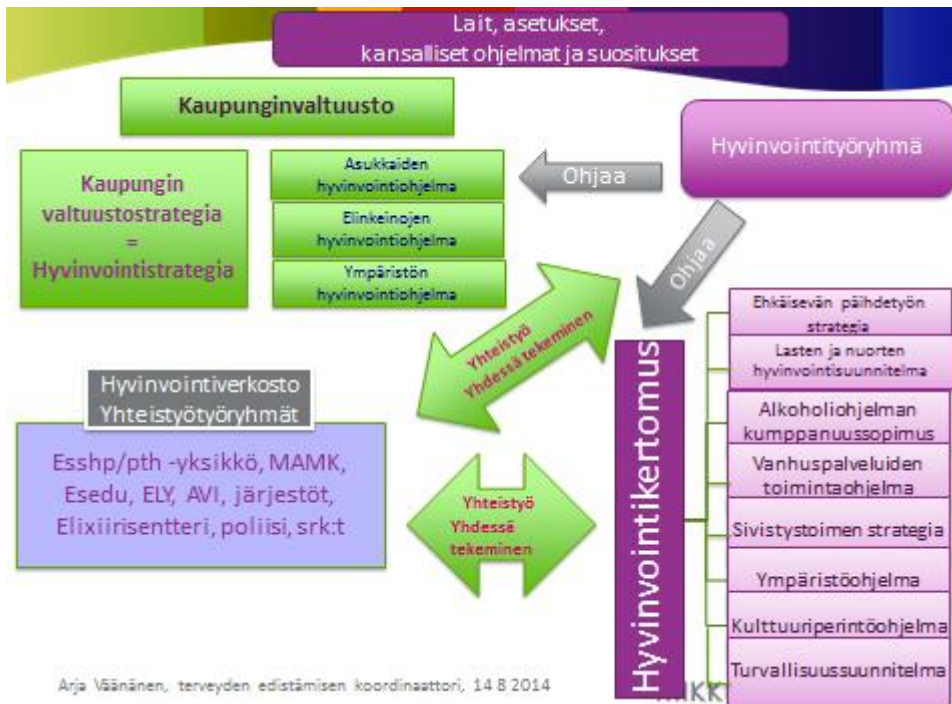 Lait, asetukset,
kansalliset ohjelmat ja suositukset
Kaupunginvaltuusto
Hyvinvointityöryhmä
Kaupungin
valtuustostrategia
=
Hyvinvointistrategia
Asukkaiden
hyvinvointiohjelma
Elinkeinojen
hyvinvointiohjelma
Ympäristön
hyvinvointiohjelma
Ohjaa
Ohjaa
Yhteistyö
Yhdessä tekeminen
Hyvinvointiverkosto
Yhteistyötyöryhmät
Esshp/pth -yksikkö, MAMK,
Esedu, ELY, AVI, järjestöt,
Elixiirisentteri, poliisi, srk:t
Yhteistyö
Yhdessä
tekeminen
Hyvinvointikertomus
Ehkäisevän päihdetyön
strategia
Lasten ja nuorten
hyvinvointisuunnitelma
Alkoholiohjelman
kumppanuussopimus
Vanhuspalveluiden
toimintaohjelma
Sivistystoimen strategia
Ympäristöohjelma
Kulttuuriperintöohjelma
Turvallisuussuunnitelma
Arja Väänänen, terveyden edistämisen koordinaattori, 14 8 2014